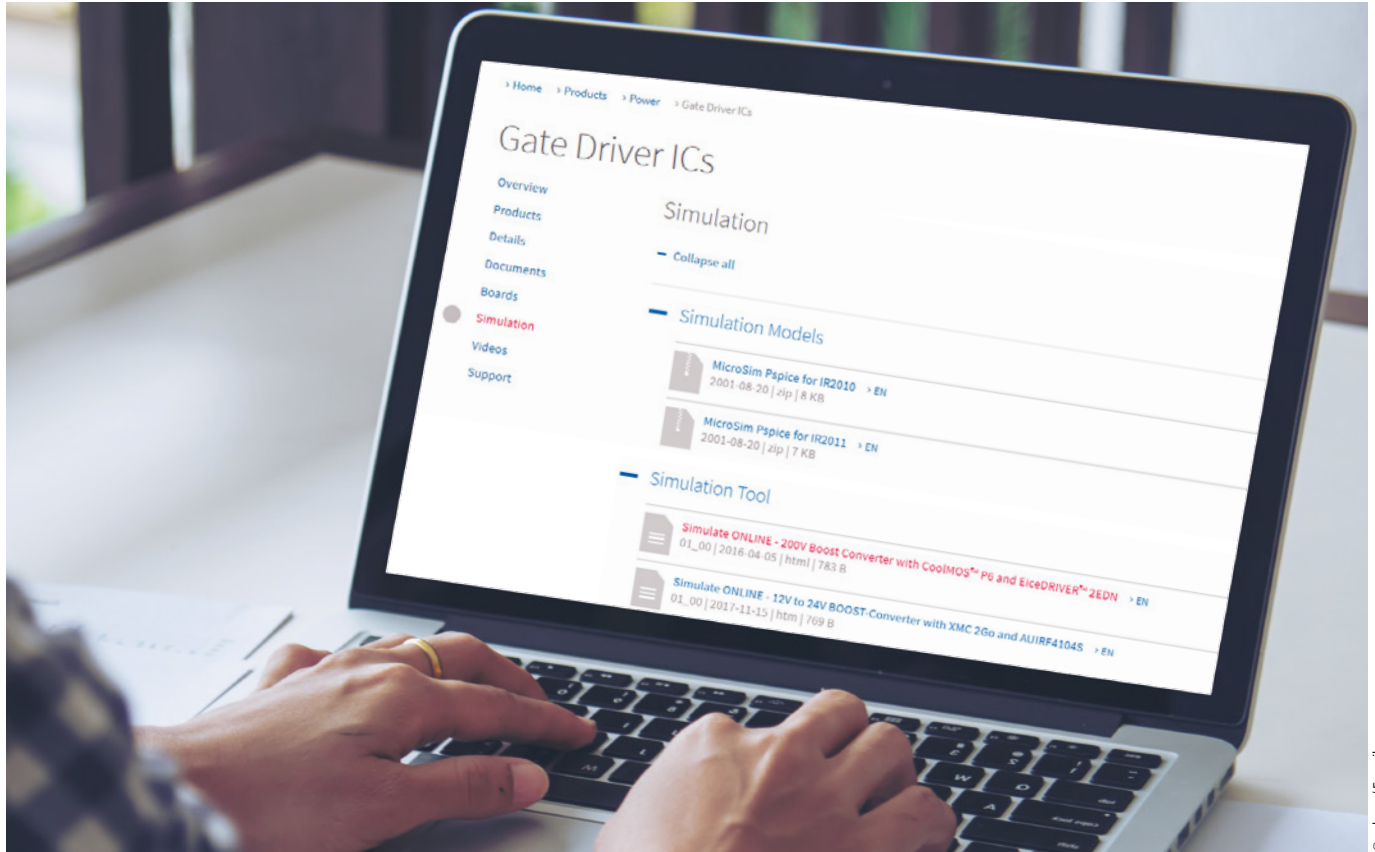 > Home > Products > Power > Gate Driver ICs
Gate Driver ICs
Overview
Products
Details
Documents
Boards
Simulation
Videos
Support
Simulation
– Collapse all
– Simulation Models
MicroSim Pspice for IR2010 > EN
2001-08-20 | zip | 8 KB
MicroSim Pspice for IR2011 > EN
2001-08-20 | zip | 7 KB
– Simulation Tool
Simulate ONLINE - 200V Boost Converter with CoolMOS™ P6 and EiceDRIVER™ 2EDN > EN
01_00 | 2016-04-05 | html | 783 B
Simulate ONLINE - 12V to 24V BOOST-Converter with XMC 2Go and AUIRF4104S > EN
01_00 | 2017-11-15 | htm | 769 B